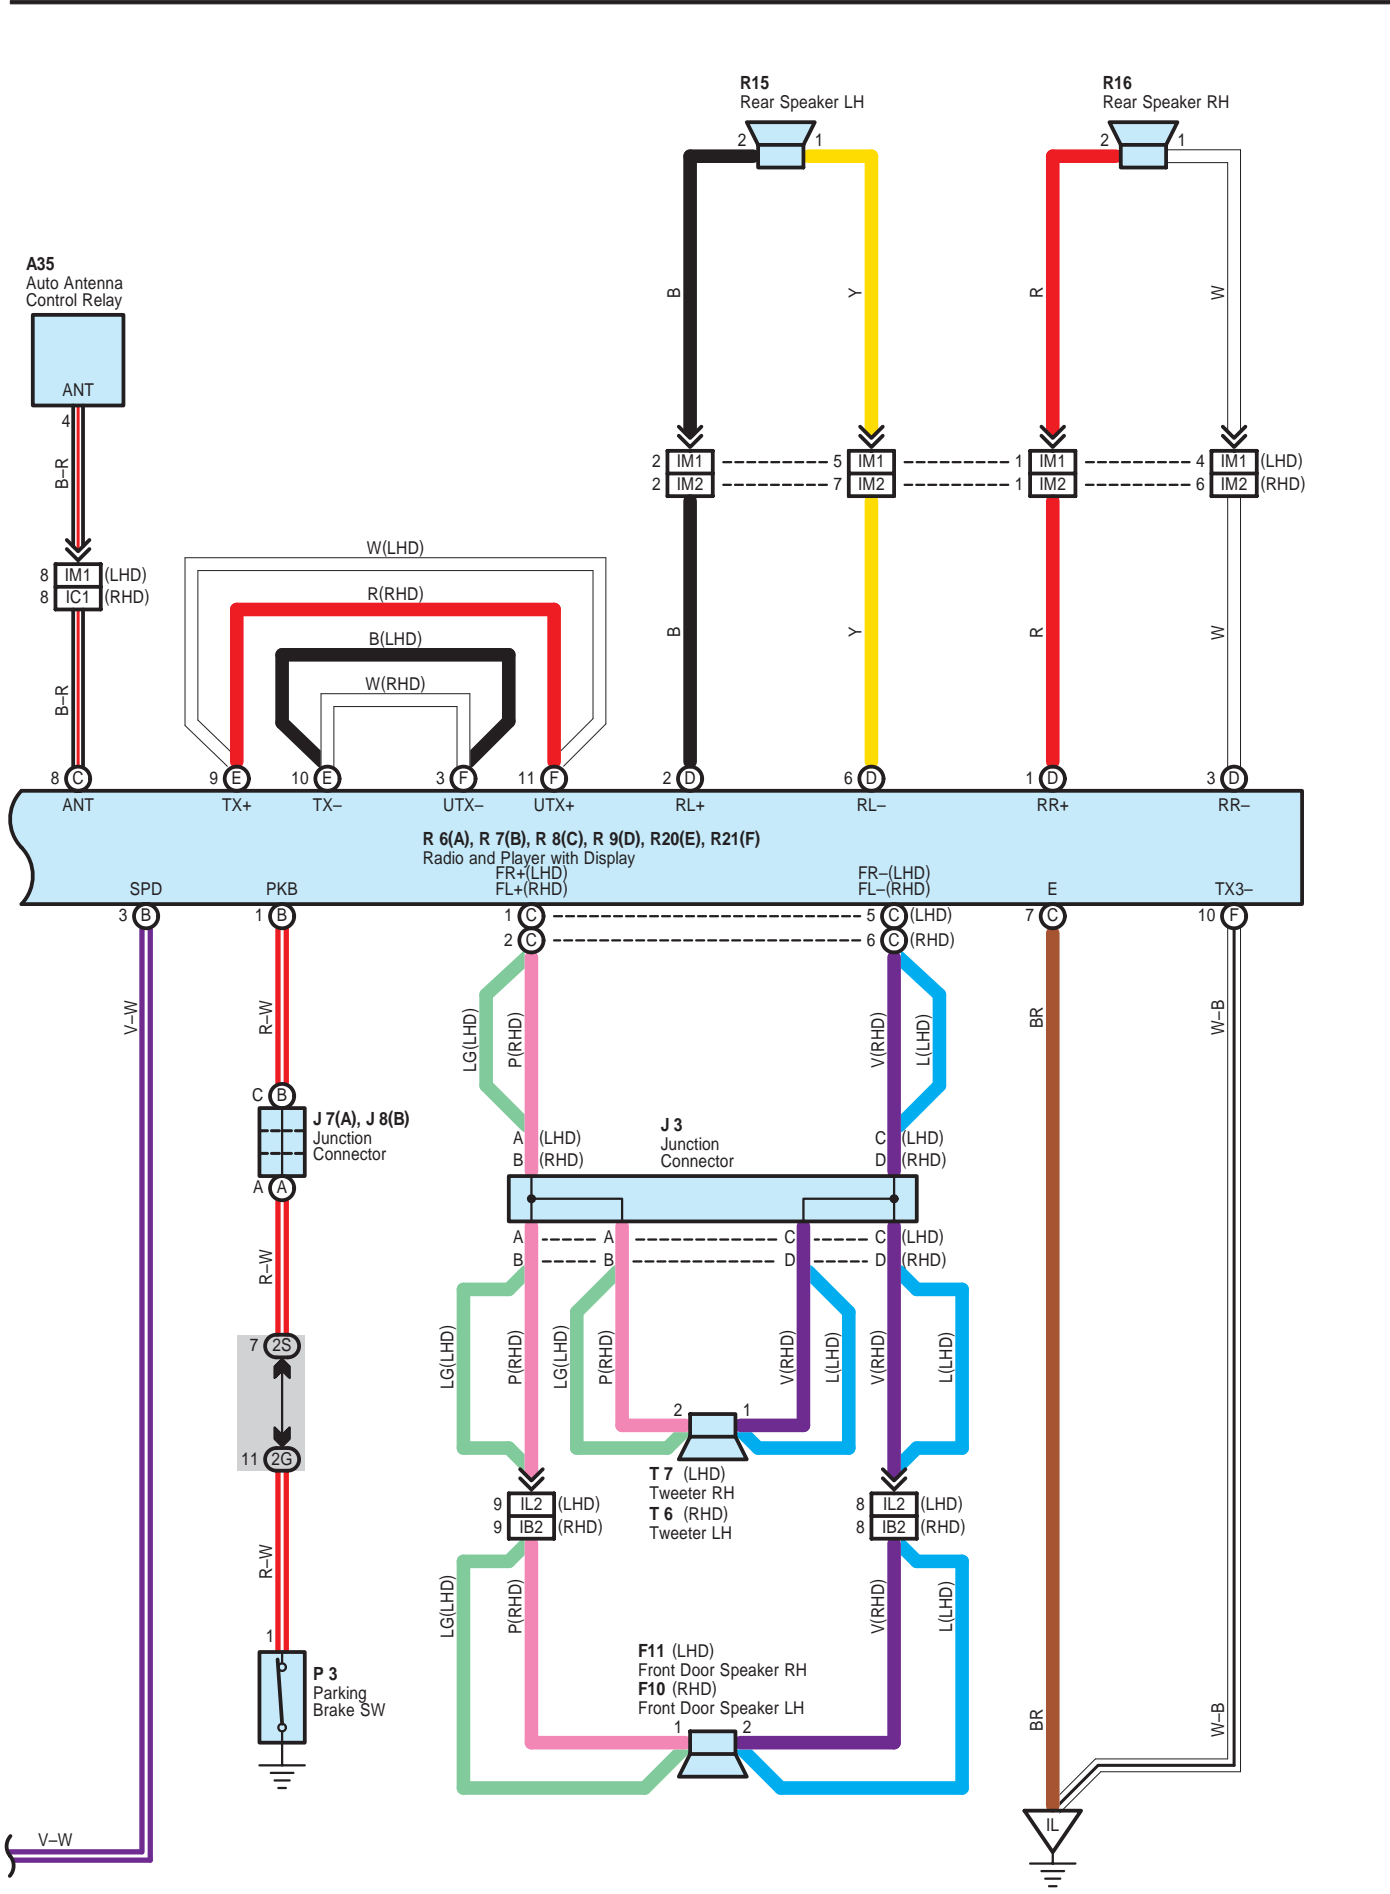 R15
Rear Speaker LH
2 1
R16
Rear Speaker RH
2 1
A35
Auto Antenna
Control Relay
ANT
4
B–R
B Y R W
2 IM1 5 IM1 1 IM1 4 IM1 (LHD)
2 IM2 7 IM2 1 IM2 6 IM2 (RHD)
W(LHD)
8 IM1 (LHD)
8 IC1 (RHD)
R(RHD)
B(LHD)
W(RHD)
B Y R W
B–R
8 C 9 E 10 E 3 F 11 F 2 D 6 D 1 D 3 D
ANT TX+ TX– UTX– UTX+ RL+ RL– RR+ RR–
R 6(A), R 7(B), R 8(C), R 9(D), R20(E), R21(F)
Radio and Player with Display
FR+(LHD) FR–(LHD)
SPD PKB FL+(RHD) FL–(RHD) E TX3–
3 B 1 B 1 C 5 C (LHD) 7 C 10 F
2 C 6 C (RHD)
V–W R–W LG(LHD) P(RHD) V(RHD) L(LHD) BR W–B
C B
J 7(A), J 8(B)
Junction
Connector
A A
J 3
Junction
Connector
A (LHD) C (LHD)
B (RHD) D (RHD)
A A C C (LHD)
B B D D (RHD)
R–W
LG(LHD) P(RHD) LG(LHD) P(RHD) V(RHD) L(LHD) V(RHD) L(LHD)
7 2S
11 2G
2 1
T 7 (LHD)
Tweeter RH
T 6 (RHD)
Tweeter LH
9 IL2 (LHD) 8 IL2 (LHD)
9 IB2 (RHD) 8 IB2 (RHD)
R–W
LG(LHD) P(RHD) V(RHD) L(LHD)
1
P 3
Parking
Brake SW
F11 (LHD)
Front Door Speaker RH
F10 (RHD)
Front Door Speaker LH
1 2
BR W–B
IL
V–W